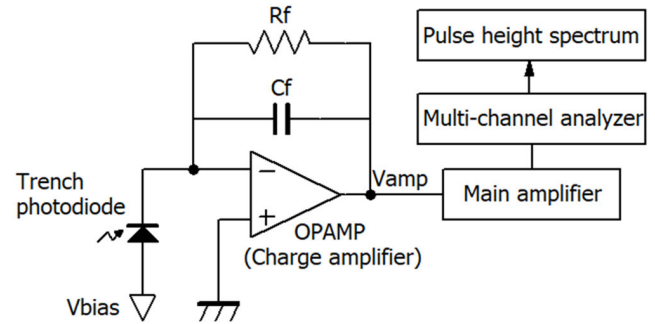 Rf
Pulse height spectrum
Cf
Multi-channel analyzer
Trench
photodiode
−
+
Vamp
Main amplifier
OPAMP
(Charge amplifier)
Vbias